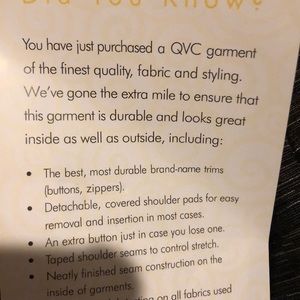 Did You Know?
You have just purchased a QVC garment
of the finest quality, fabric and styling.
We've gone the extra mile to ensure that
this garment is durable and looks great
inside as well as outside, including:
• The best, most durable brand-name trims
(buttons, zippers).
• Detachable, covered shoulder pads for easy
removal and insertion in most cases.
• An extra button just in case you lose one.
• Taped shoulder seams to control stretch.
• Neatly finished seam construction on the
inside of garments.
on all fabrics used